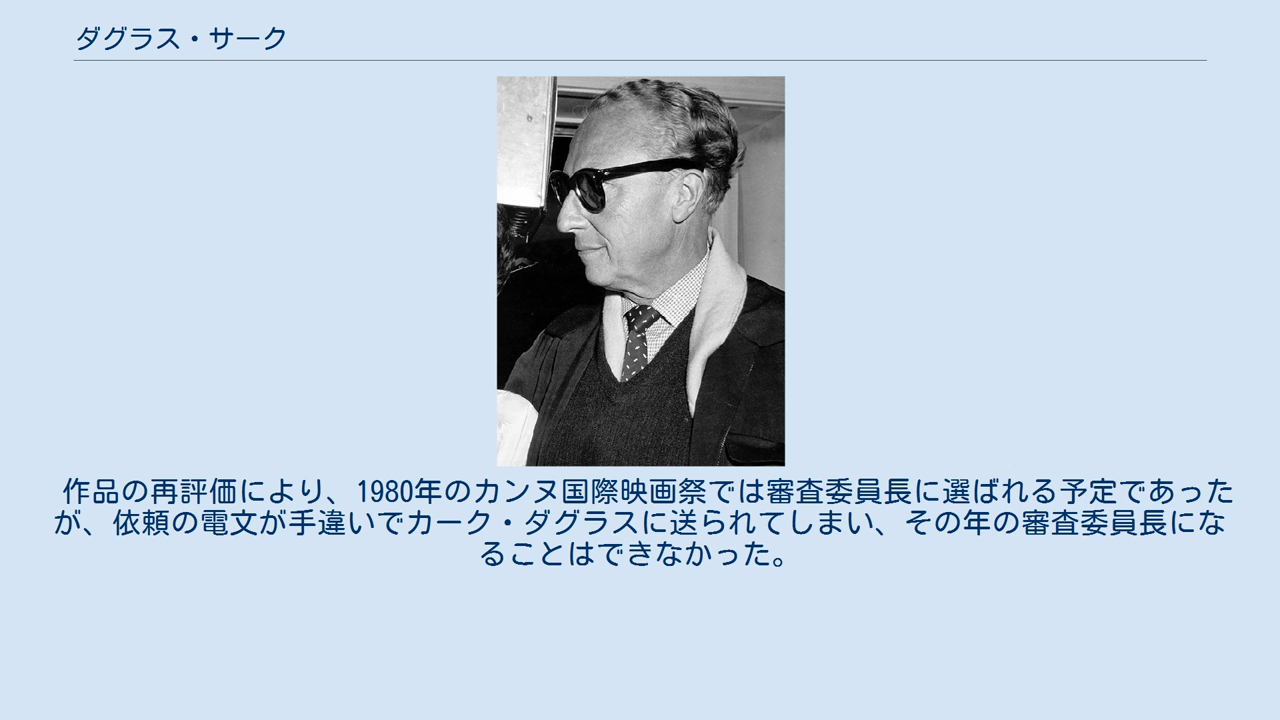 ダグラス・サーク
作品の再評価により、1980年のカンヌ国際映画祭では審査委員長に選ばれる予定であった
が、依頼の電文が手違いでカーク・ダグラスに送られてしまい、その年の審査委員長にな
ることはできなかった。